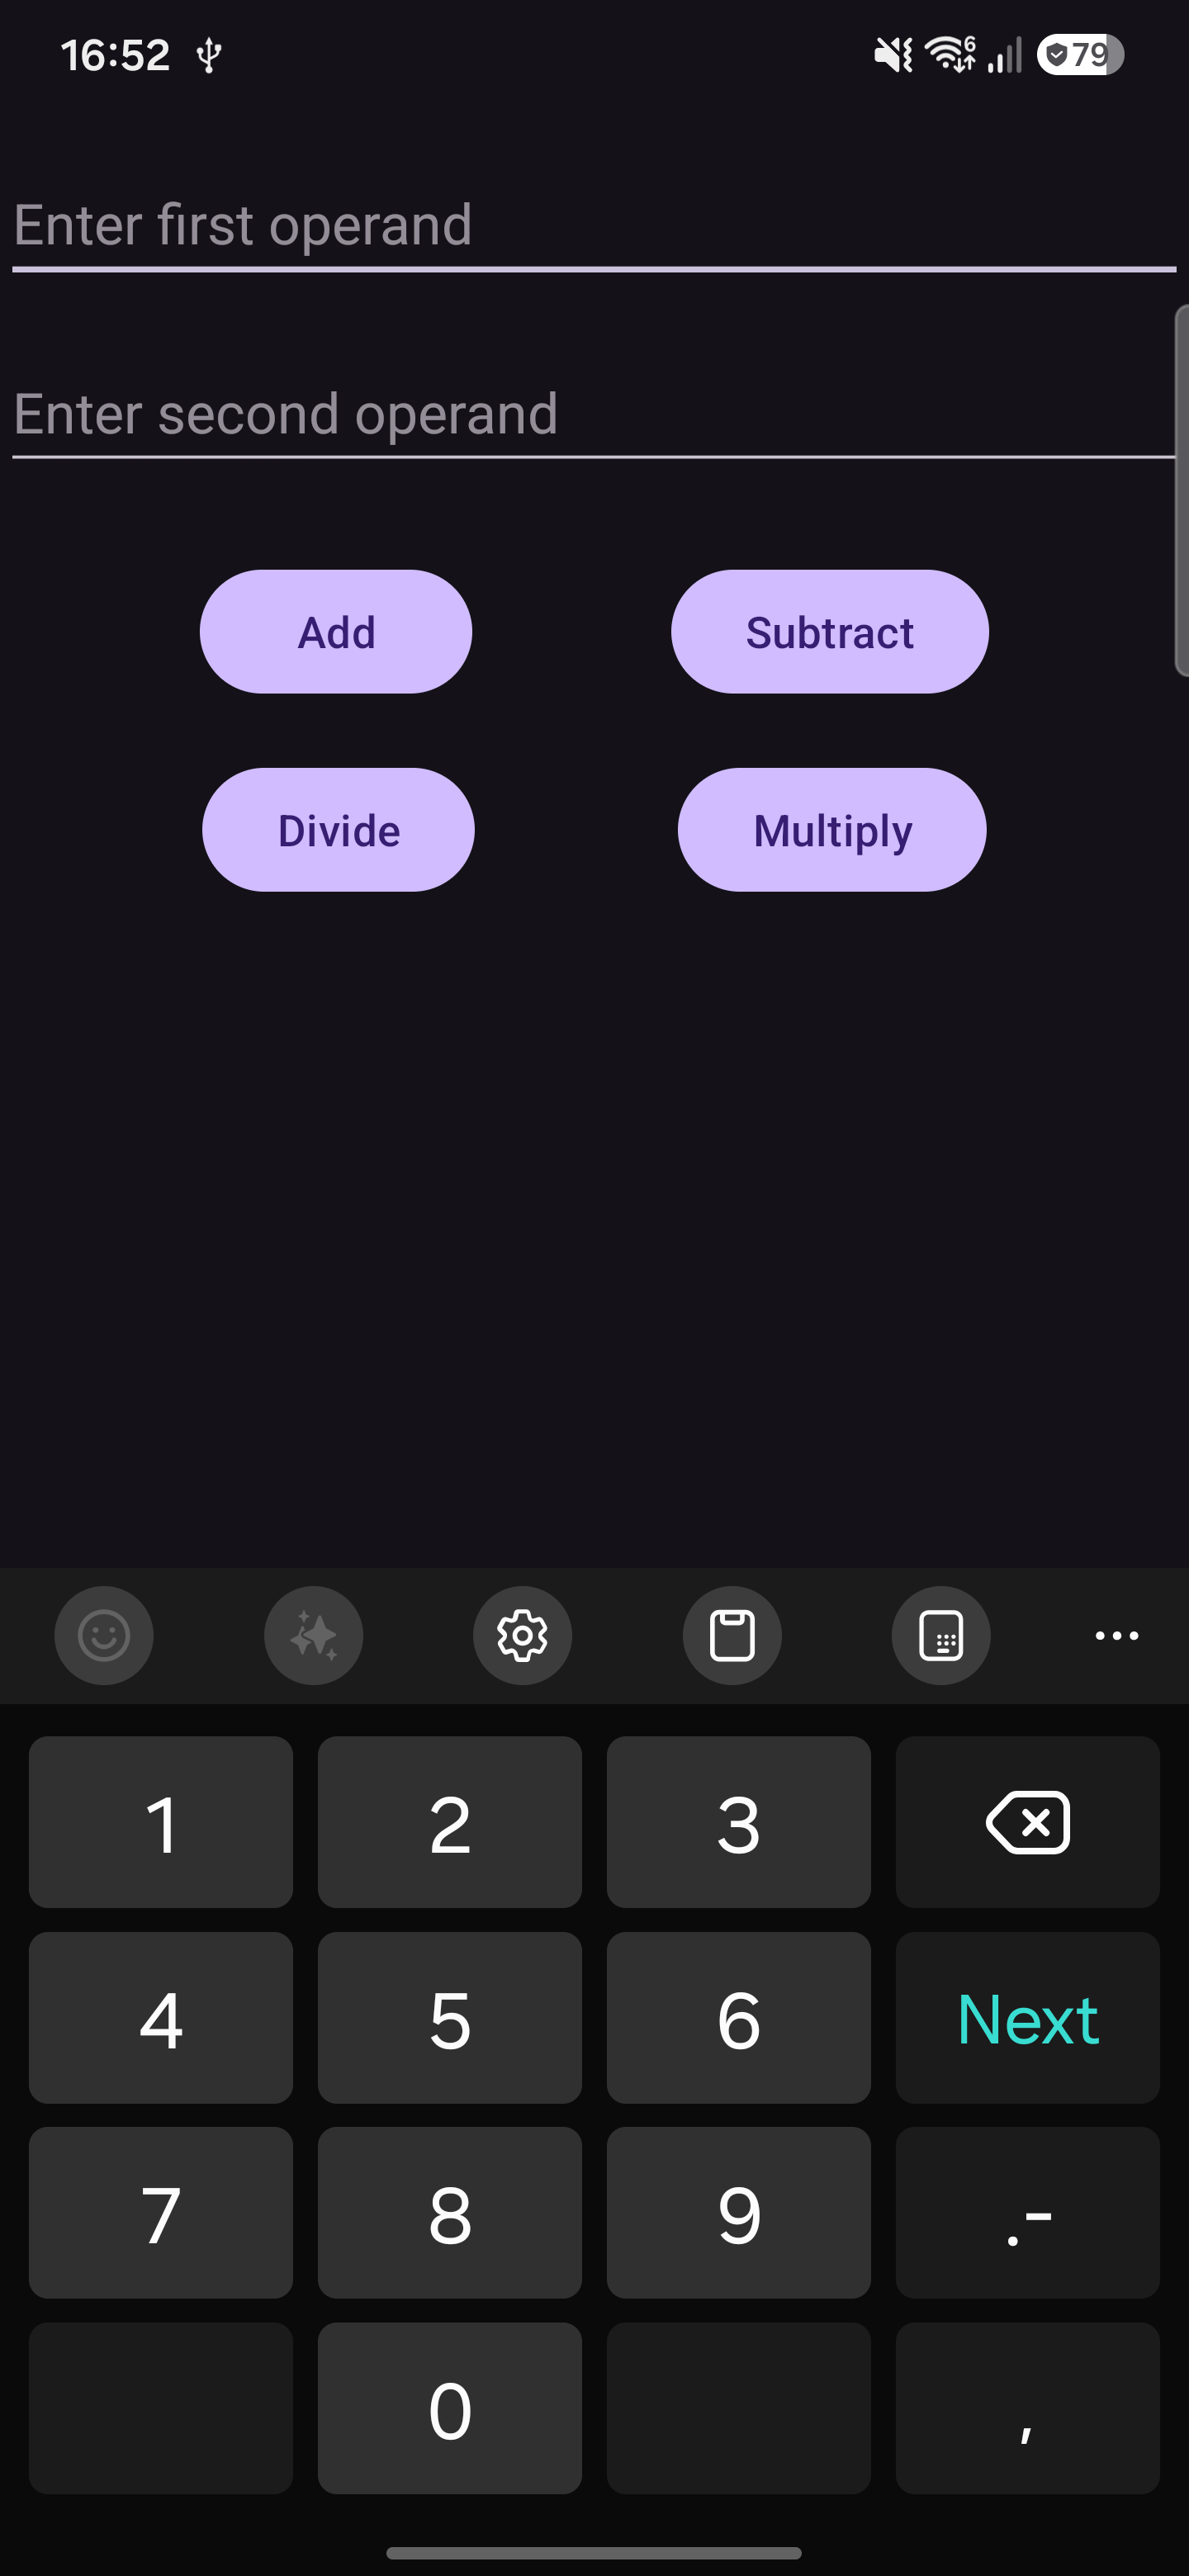 16:52 6 79
Enter first operand
Enter second operand
Add Subtract
Divide Multiply
1 2 3
4 5 6 Next
7 8 9 .-
0 ,